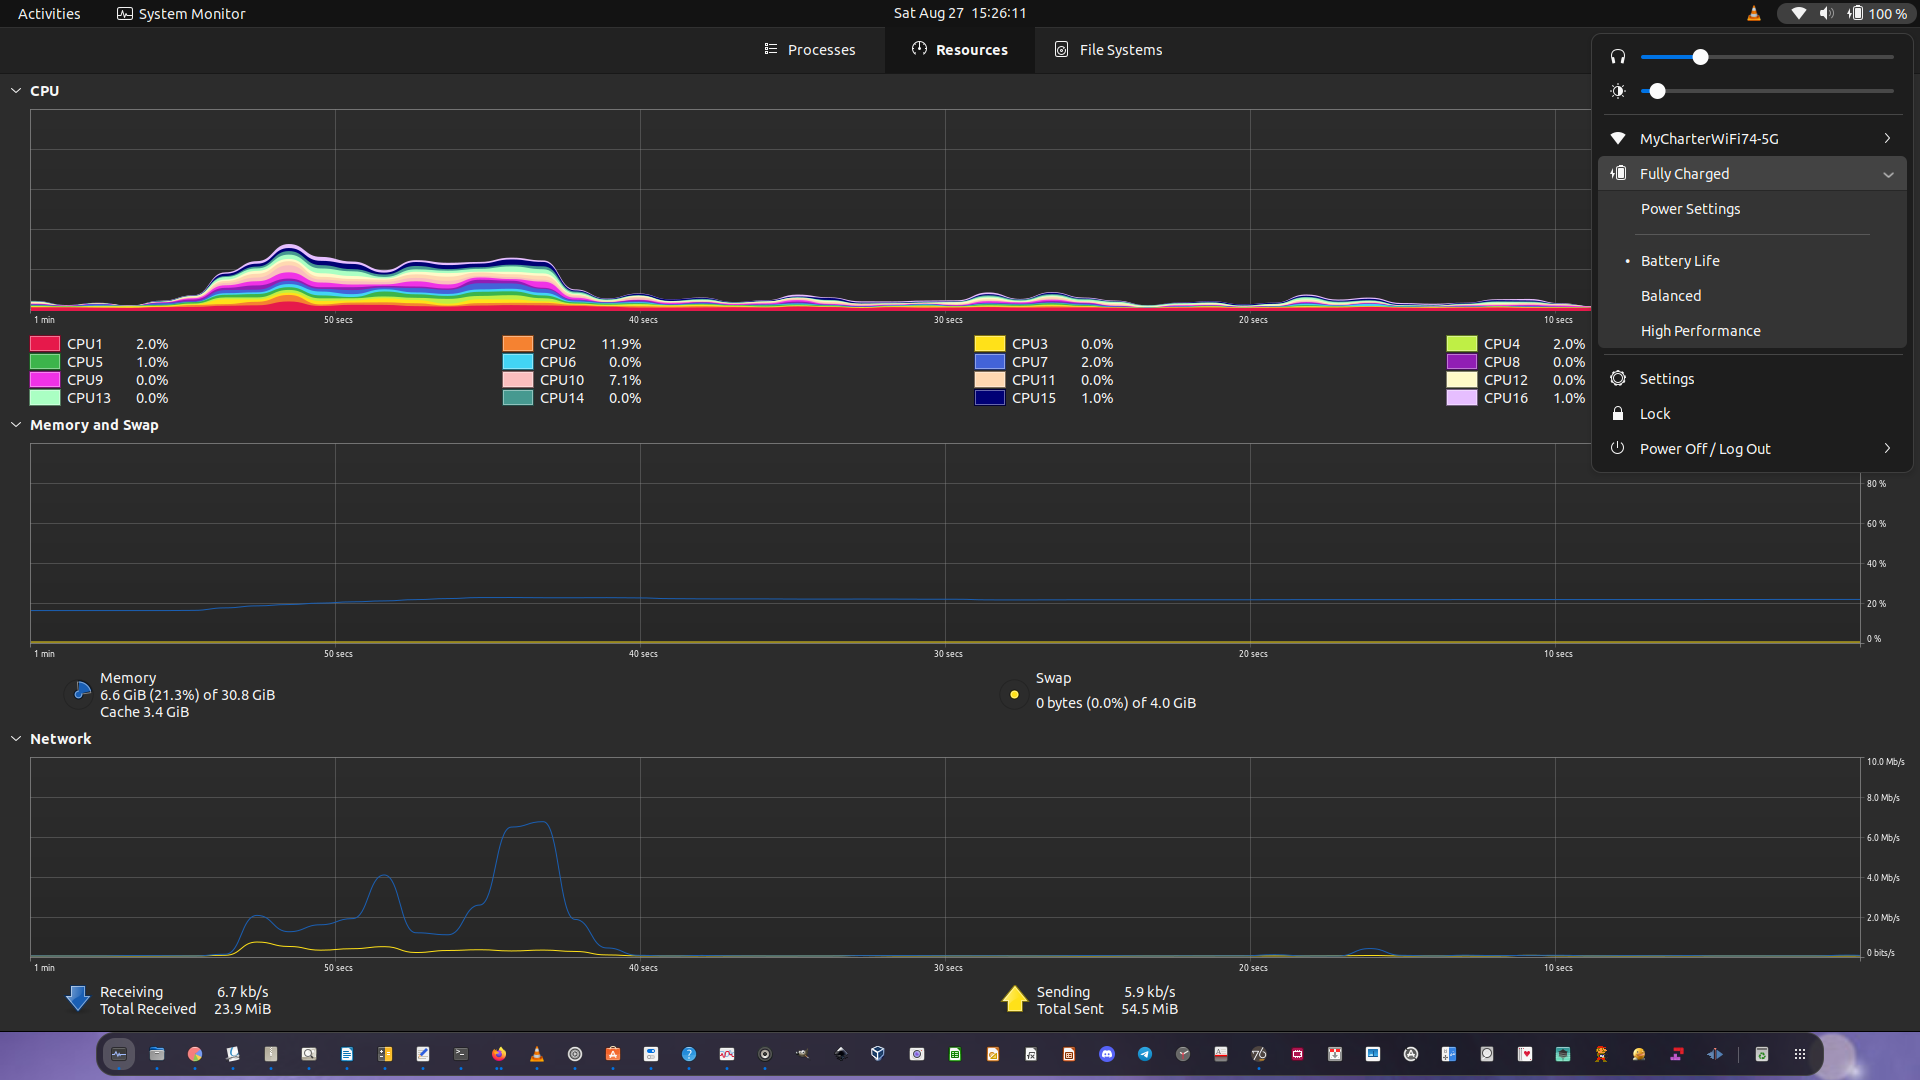 Activities
System Monitor
Sat Aug 27 15:26:11
100 %
Processes
Resources
File Systems
CPU
1 min
50 secs
40 secs
30 secs
20 secs
10 secs
CPU1 2.0%
CPU2 11.9%
CPU3 0.0%
CPU4 2.0%
CPU5 1.0%
CPU6 0.0%
CPU7 2.0%
CPU8 0.0%
CPU9 0.0%
CPU10 7.1%
CPU11 0.0%
CPU12 0.0%
CPU13 0.0%
CPU14 0.0%
CPU15 1.0%
CPU16 1.0%
MyCharterWiFi74-5G
Fully Charged
Power Settings
• Battery Life
Balanced
High Performance
Settings
Lock
Power Off / Log Out
Memory and Swap
80 %
60 %
40 %
20 %
0 %
1 min
50 secs
40 secs
30 secs
20 secs
10 secs
Memory
6.6 GiB (21.3%) of 30.8 GiB
Cache 3.4 GiB
Swap
0 bytes (0.0%) of 4.0 GiB
Network
10.0 Mb/s
8.0 Mb/s
6.0 Mb/s
4.0 Mb/s
2.0 Mb/s
0 bits/s
1 min
50 secs
40 secs
30 secs
20 secs
10 secs
Receiving 6.7 kb/s
Total Received 23.9 MiB
Sending 5.9 kb/s
Total Sent 54.5 MiB
76